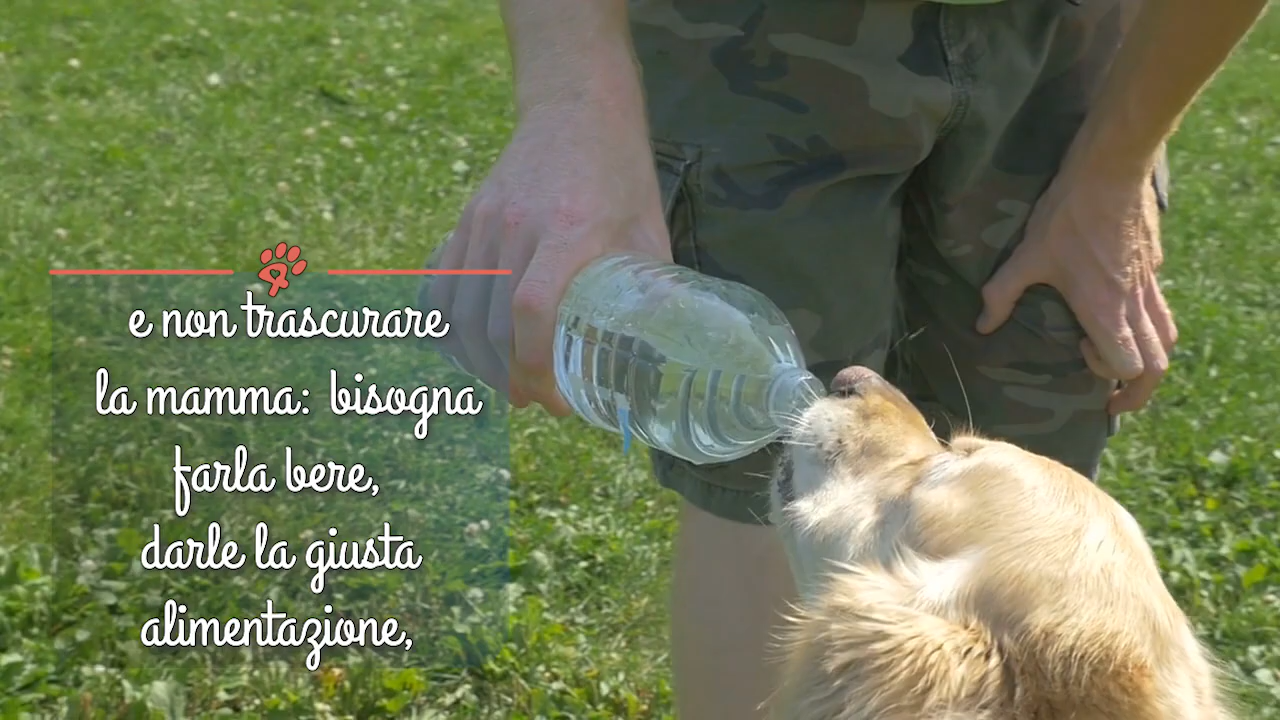 e non trascurare
la mamma: bisogna
farla bere,
darle la giusta
alimentazione,